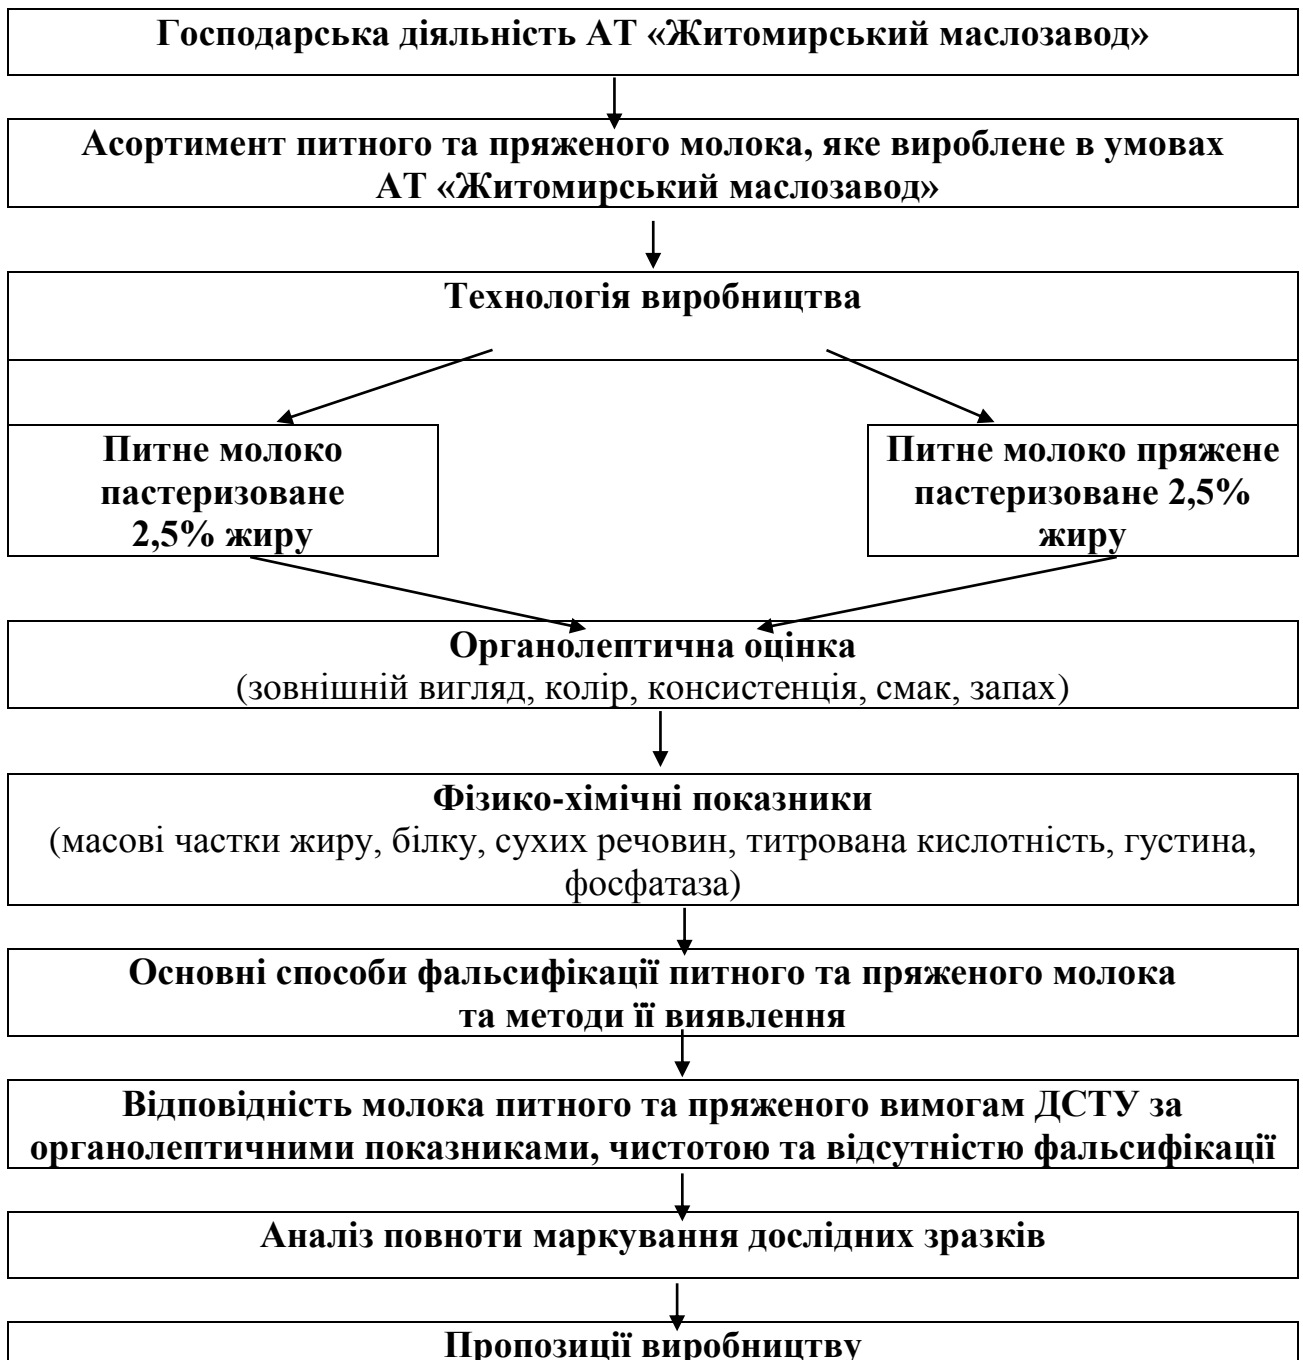 Господарська діяльність АТ «Житомирський маслозавод»
Асортимент питного та пряженого молока, яке вироблене в умовах
АТ «Житомирський маслозавод»
Технологія виробництва
Питне молоко
пастеризоване
2,5% жиру
Питне молоко пряжене
пастеризоване 2,5%
жиру
Органолептична оцінка
(зовнішній вигляд, колір, консистенція, смак, запах)
Фізико-хімічні показники
(масові частки жиру, білку, сухих речовин, титрована кислотність, густина,
фосфатаза)
Основні способи фальсифікації питного та пряженого молока
та методи її виявлення
Відповідність молока питного та пряженого вимогам ДСТУ за
органолептичними показниками, чистотою та відсутністю фальсифікації
Аналіз повноти маркування дослідних зразків
Пропозиції виробництву